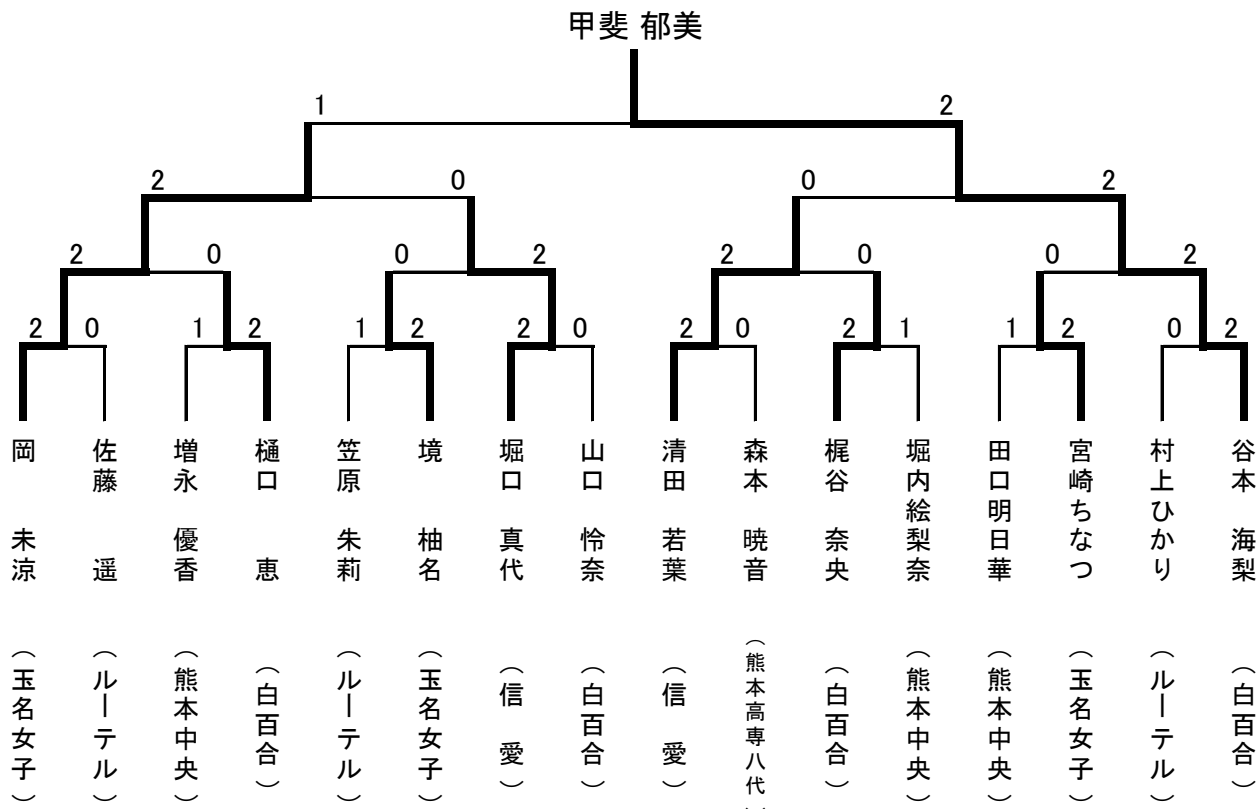 甲斐 郁美
1 2
2 0 0 2
2 0 0 2 2 0 0 2
2 0 1 2 1 2 2 0 2 0 2 1 1 2 0 2
岡 未涼 (玉名女子)
佐藤 遥 (ルーテル)
増永 優香 (熊本中央)
樋口 恵 (白百合)
笠原 朱莉 (ルーテル)
境 柚名 (玉名女子)
堀口 真代 (信 愛)
山口 怜奈 (白百合)
清田 若葉 (信 愛)
森本 暁音 (熊本高専八代)
梶谷 奈央 (白百合)
堀内絵梨奈 (熊本中央)
田口明日華 (熊本中央)
宮崎ちなつ (玉名女子)
村上ひかり (ルーテル)
谷本 海梨 (白百合)